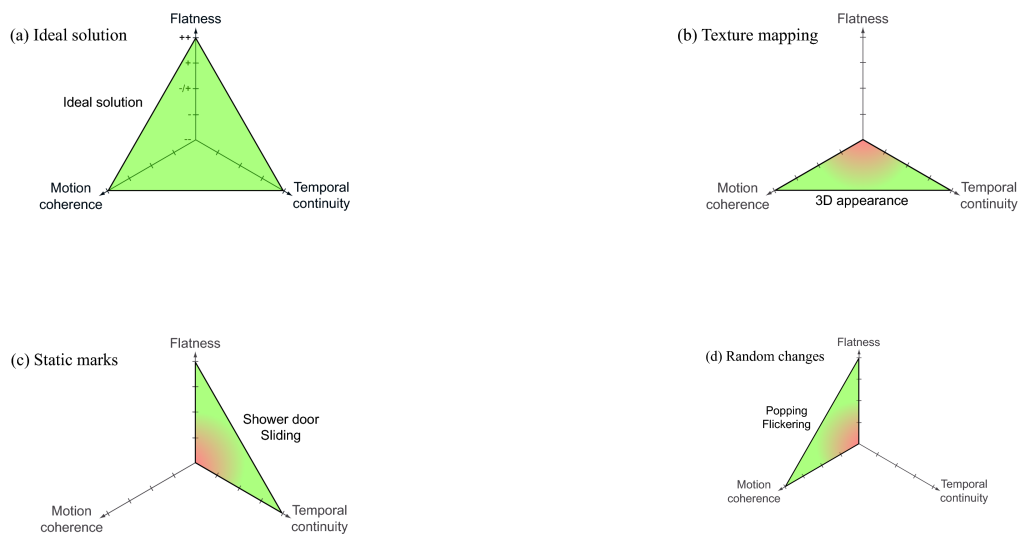 Flatness
(a) Ideal solution
++
+
-/+
-
--
Ideal solution
Motion
coherence
Temporal
continuity
Flatness
(b) Texture mapping
Motion
coherence
3D appearance
Temporal
continuity
Flatness
(c) Static marks
Shower door
Sliding
Motion
coherence
Temporal
continuity
Flatness
(d) Random changes
Popping
Flickering
Motion
coherence
Temporal
continuity